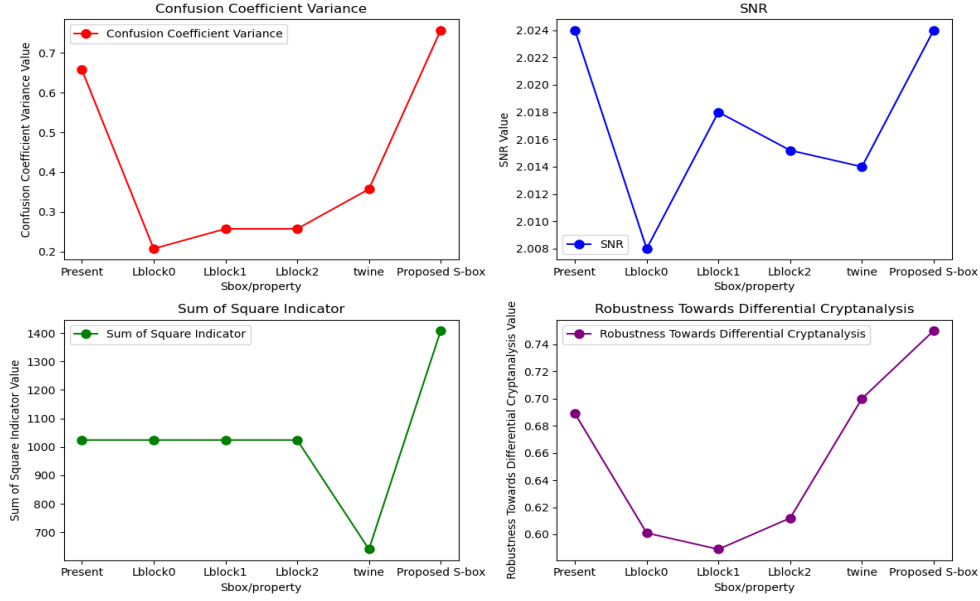 Confusion Coefficient Variance
Confusion Coefficient Variance
Confusion Coefficient Variance Value
0.7
0.6
0.5
0.4
0.3
0.2
Present Lblock0 Lblock1 Lblock2 twine Proposed S-box
Sbox/property
SNR
SNR
SNR Value
2.024
2.022
2.020
2.018
2.016
2.014
2.012
2.010
2.008
Present Lblock0 Lblock1 Lblock2 twine Proposed S-box
Sbox/property
Sum of Square Indicator
Sum of Square Indicator
Sum of Square Indicator Value
1400
1300
1200
1100
1000
900
800
700
Present Lblock0 Lblock1 Lblock2 twine Proposed S-box
Sbox/property
Robustness Towards Differential Cryptanalysis
Robustness Towards Differential Cryptanalysis
Robustness Towards Differential Cryptanalysis Value
0.74
0.72
0.70
0.68
0.66
0.64
0.62
0.60
Present Lblock0 Lblock1 Lblock2 twine Proposed S-box
Sbox/property